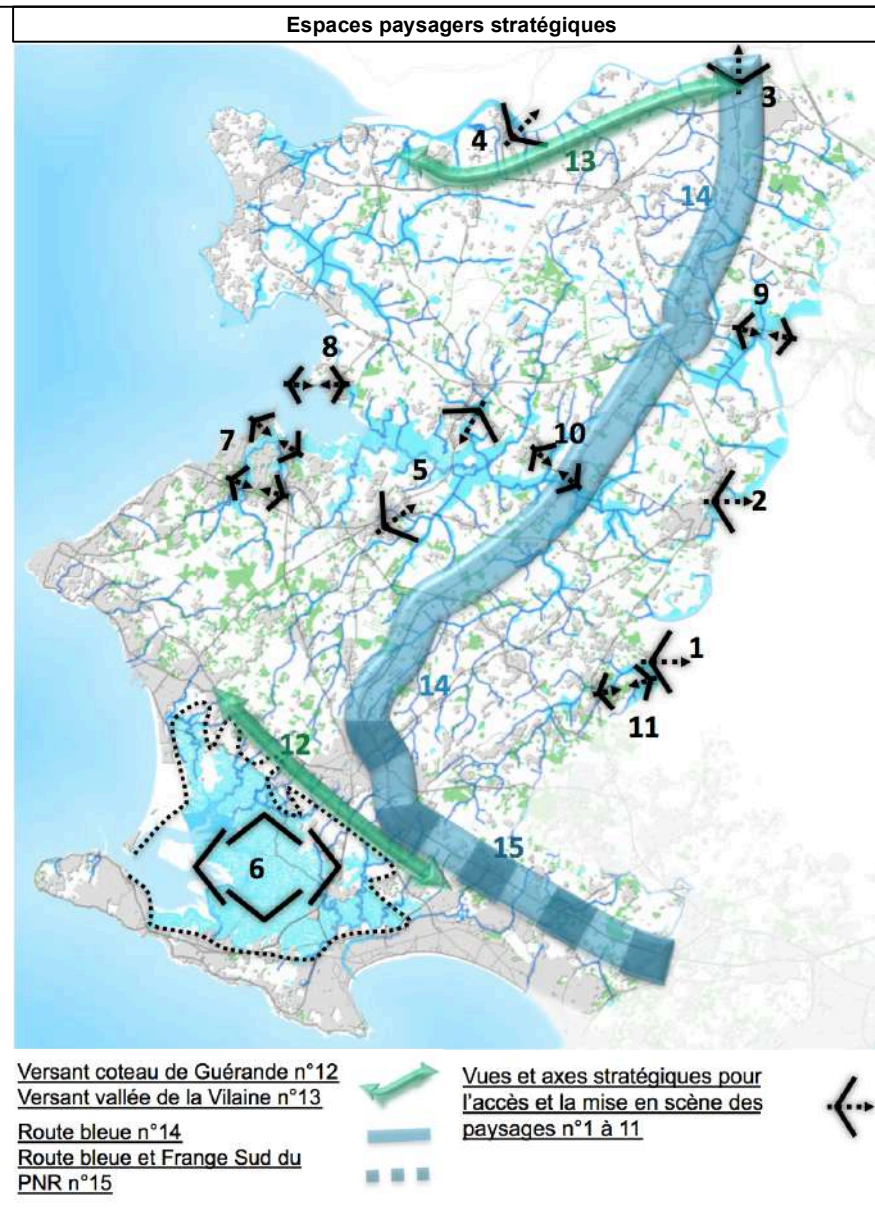 Espaces paysagers stratégiques
3
4
13
14
9
8
10
7
5
2
1
14
11
12
15
6
Versant coteau de Guérande n°12
Versant vallée de la Vilaine n°13
Route bleue n°14
Route bleue et Frange Sud du
PNR n°15
Vues et axes stratégiques pour
l'accès et la mise en scène des
paysages n°1 à 11